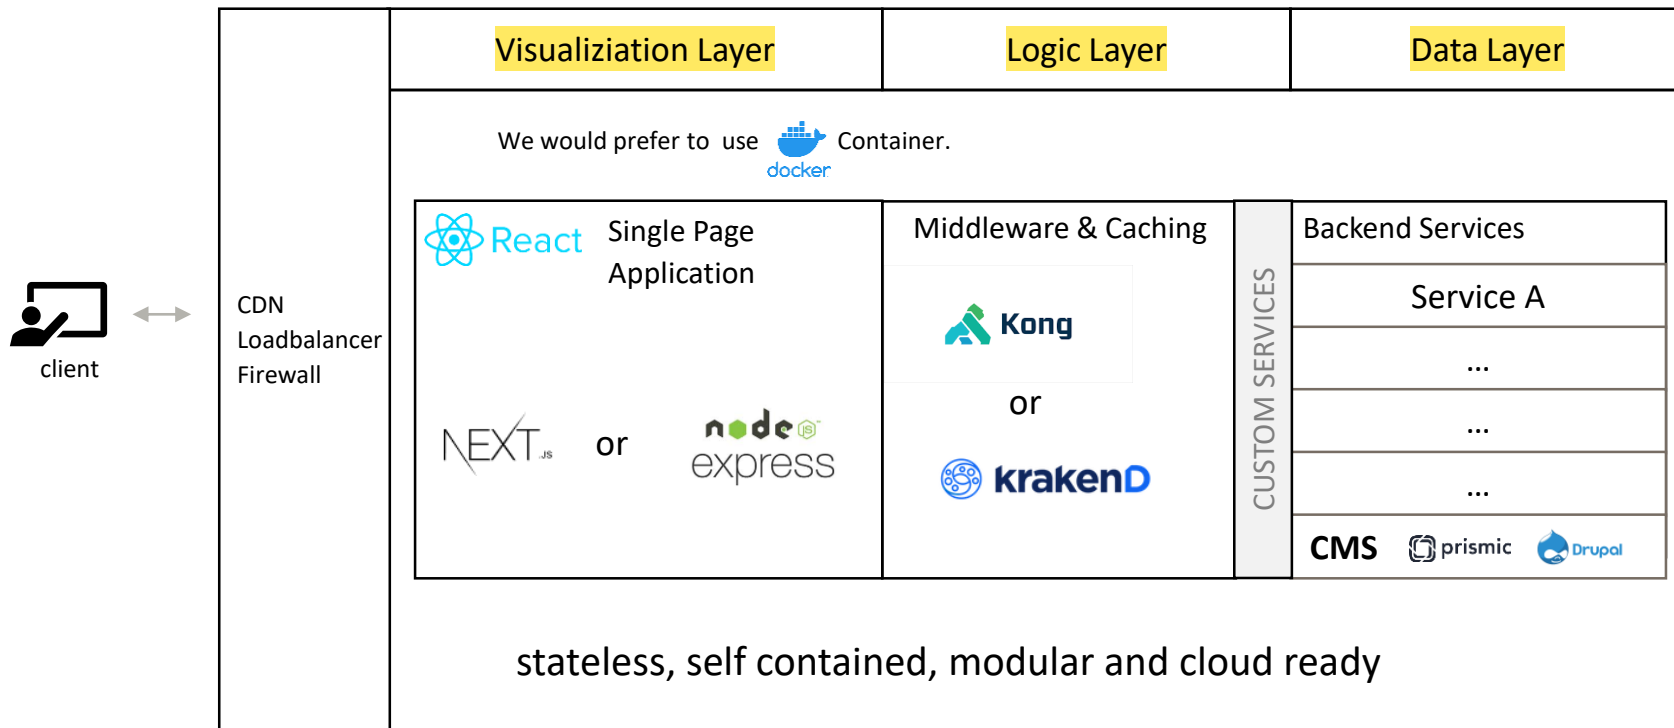 Visualiziation Layer
Logic Layer
Data Layer
We would prefer to use docker Container.
React
Single Page
Application
Middleware & Caching
Backend Services
client
CDN
Loadbalancer
Firewall
NEXT.JS
or
node JS
express
Kong
or
KrakenD
CUSTOM SERVICES
Service A
...
...
...
CMS
prismic
Drupal
stateless, self contained, modular and cloud ready